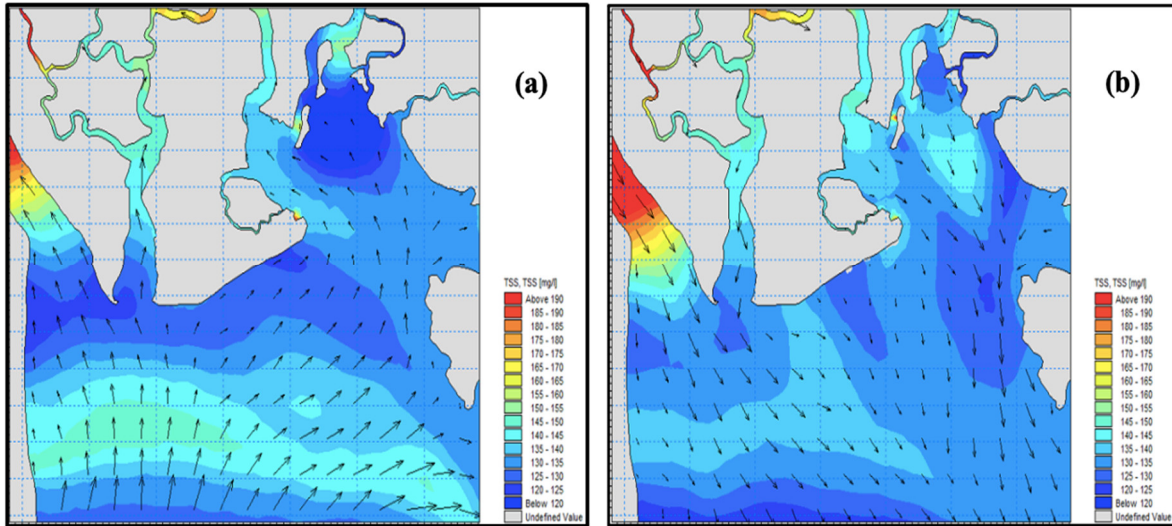 (a)
TSS, TSS [mg/l]
Above 190
185 - 190
180 - 185
175 - 180
170 - 175
165 - 170
160 - 165
155 - 160
150 - 155
145 - 150
140 - 145
135 - 140
130 - 135
125 - 130
120 - 125
Below 120
Undefined Value
(b)
TSS, TSS [mg/l]
Above 190
185 - 190
180 - 185
175 - 180
170 - 175
165 - 170
160 - 165
155 - 160
150 - 155
145 - 150
140 - 145
135 - 140
130 - 135
125 - 130
120 - 125
Below 120
Undefined Value